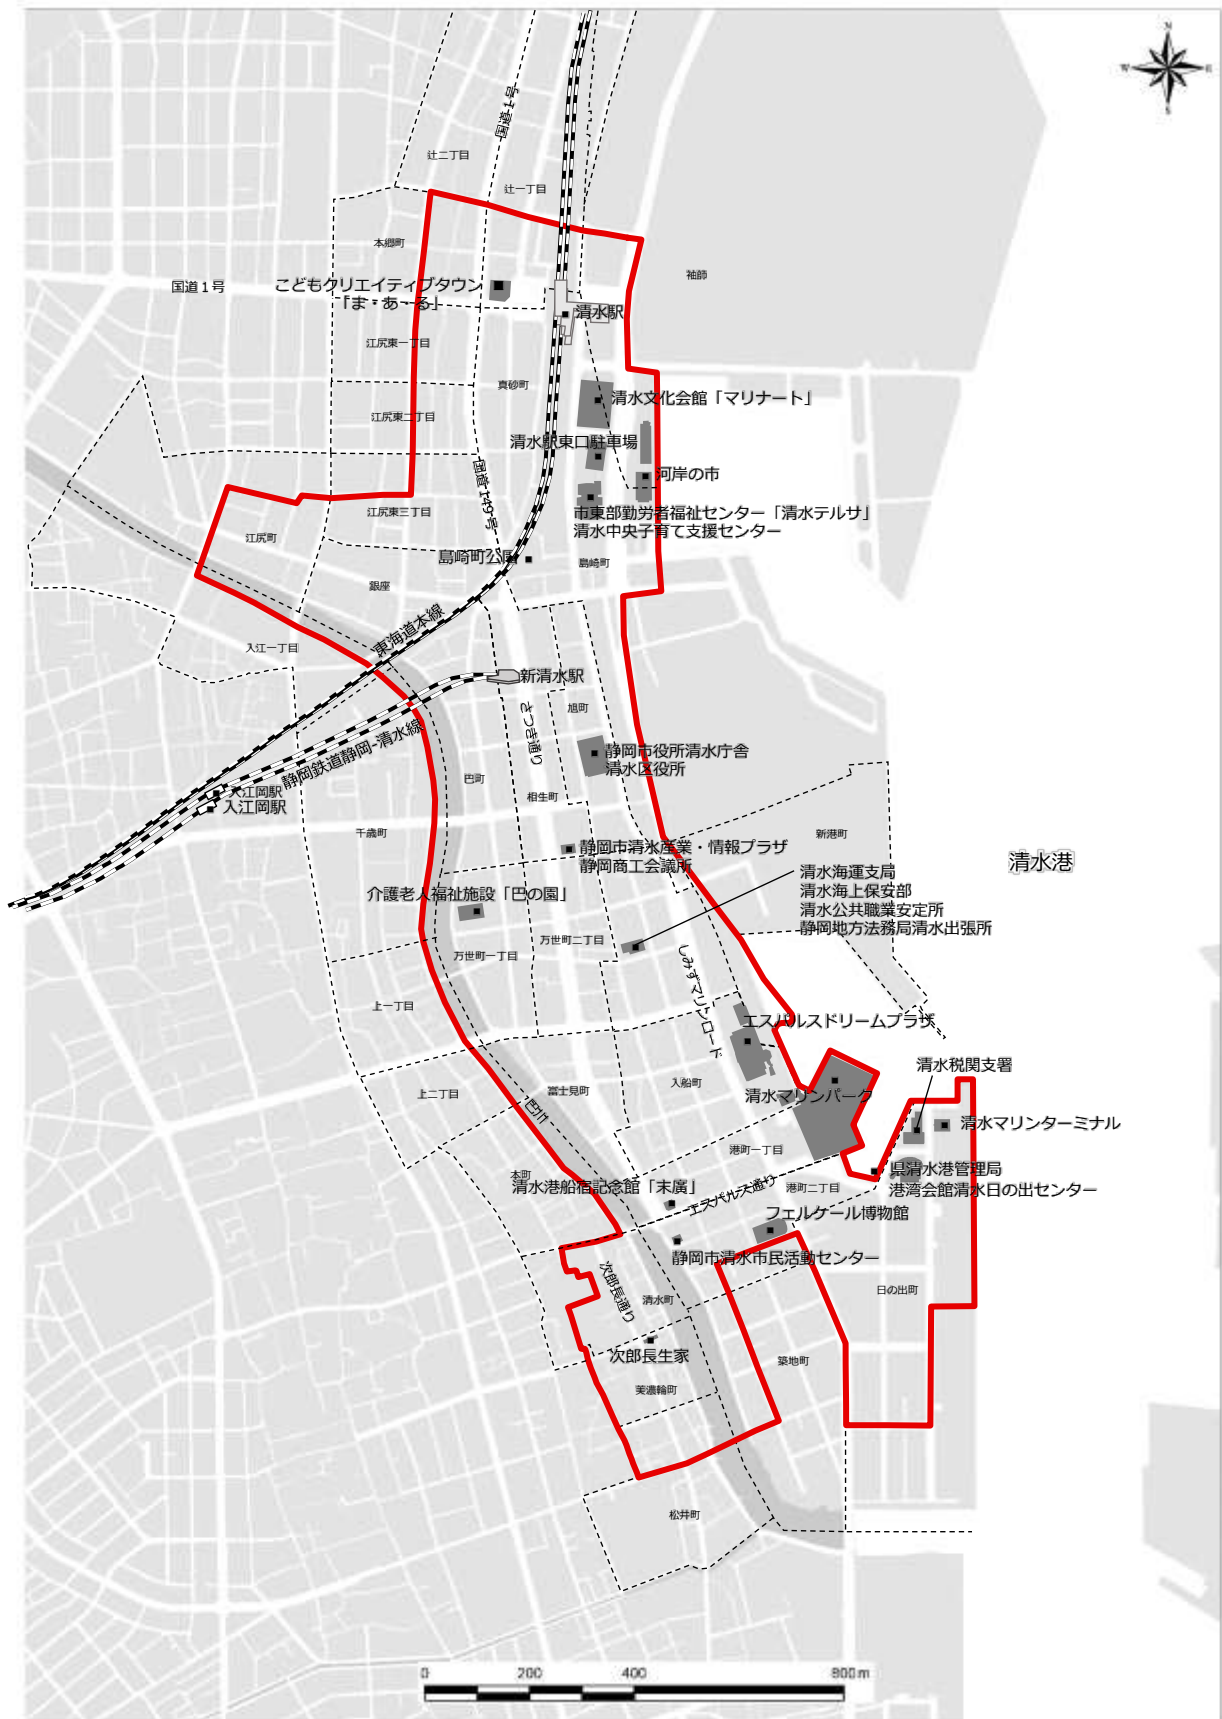 N
W
E
S
国道1号
辻二丁目
辻一丁目
本郷町
袖師
国道１号
こどもクリエイティブタウン
「ま・あ・る」
清水駅
江尻東一丁目
真砂町
清水文化会館「マリナート」
江尻東二丁目
清水駅東口駐車場
国道149号
河岸の市
江尻東三丁目
市東部勤労者福祉センター「清水テルサ」
清水中央子育て支援センター
江尻町
島崎町公園
島崎町
銀座
東海道本線
入江一丁目
新清水駅
さつき通り
旭町
静岡鉄道静岡-清水線
静岡市役所清水庁舎
清水区役所
巴町
入江岡駅
入江岡駅
相生町
千歳町
新港町
静岡市清水産業・情報プラザ
静岡商工会議所
清水港
清水海運支局
清水海上保安部
清水公共職業安定所
静岡地方法務局清水出張所
介護老人福祉施設「巴の園」
万世町二丁目
万世町一丁目
しみずマリンロード
上一丁目
エスパルスドリームプラザ
清水税関支署
入船町
上二丁目
富士見町
清水マリンパーク
巴川
清水マリンターミナル
港町一丁目
本町
県清水港管理局
港湾会館清水日の出センター
清水港船宿記念館「末廣」
エスパルス通り
港町二丁目
フェルケール博物館
静岡市清水市民活動センター
次郎長通り
日の出町
清水町
次郎長生家
築地町
美濃輪町
松井町
0
200
400
800m